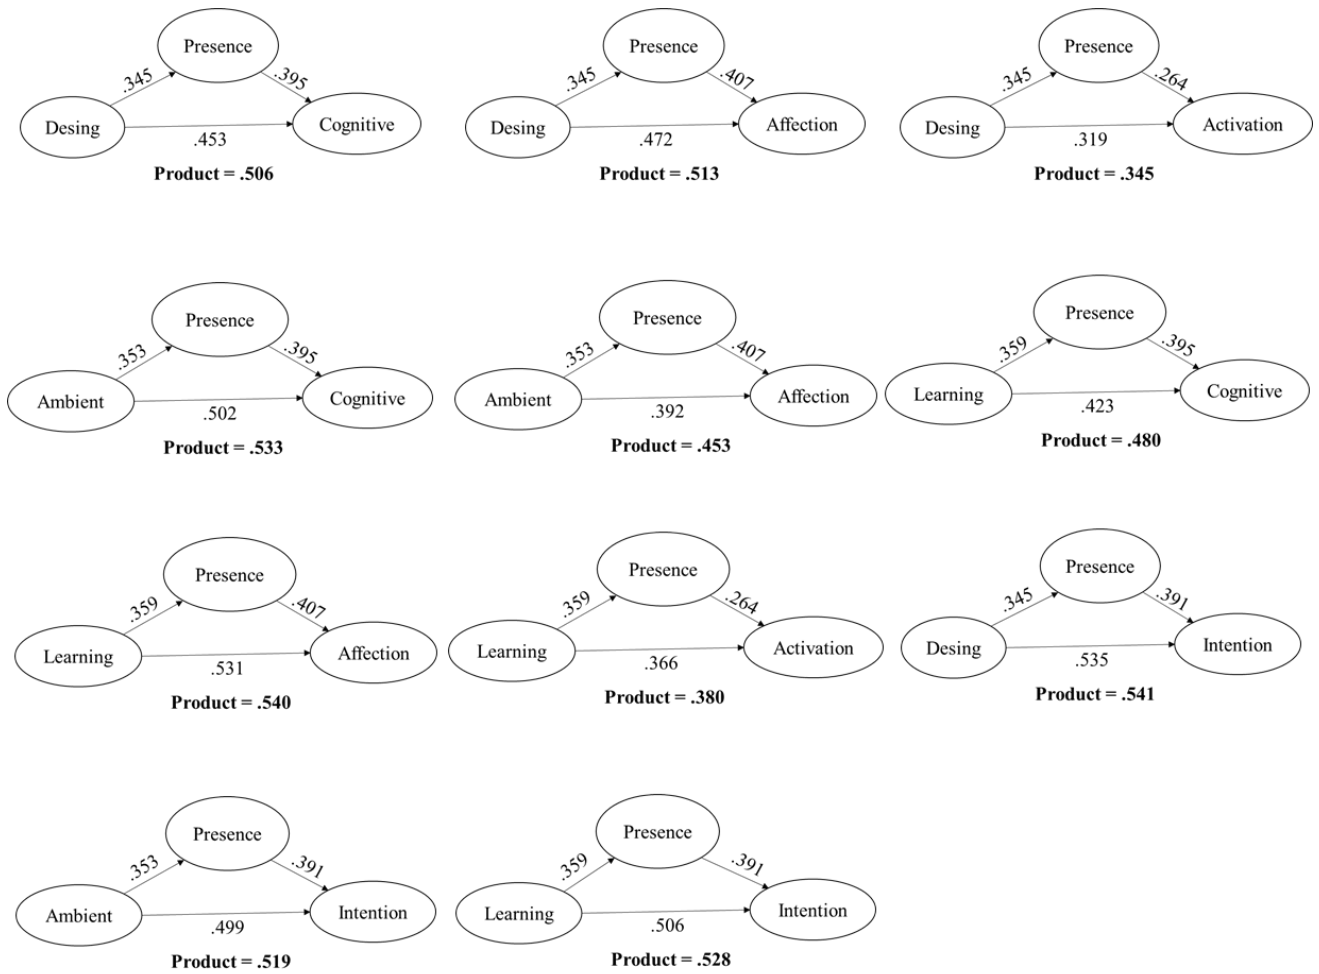 Presence
.345
.395
Desing
Cognitive
.453
Product = .506
Presence
.345
.407
Desing
Affection
.472
Product = .513
Presence
.345
.264
Desing
Activation
.319
Product = .345
Presence
.353
.395
Ambient
Cognitive
.502
Product = .533
Presence
.353
.407
Ambient
Affection
.392
Product = .453
Presence
.359
.395
Learning
Cognitive
.423
Product = .480
Presence
.359
.407
Learning
Affection
.531
Product = .540
Presence
.359
.264
Learning
Activation
.366
Product = .380
Presence
.345
.391
Desing
Intention
.535
Product = .541
Presence
.353
.391
Ambient
Intention
.499
Product = .519
Presence
.359
.391
Learning
Intention
.506
Product = .528